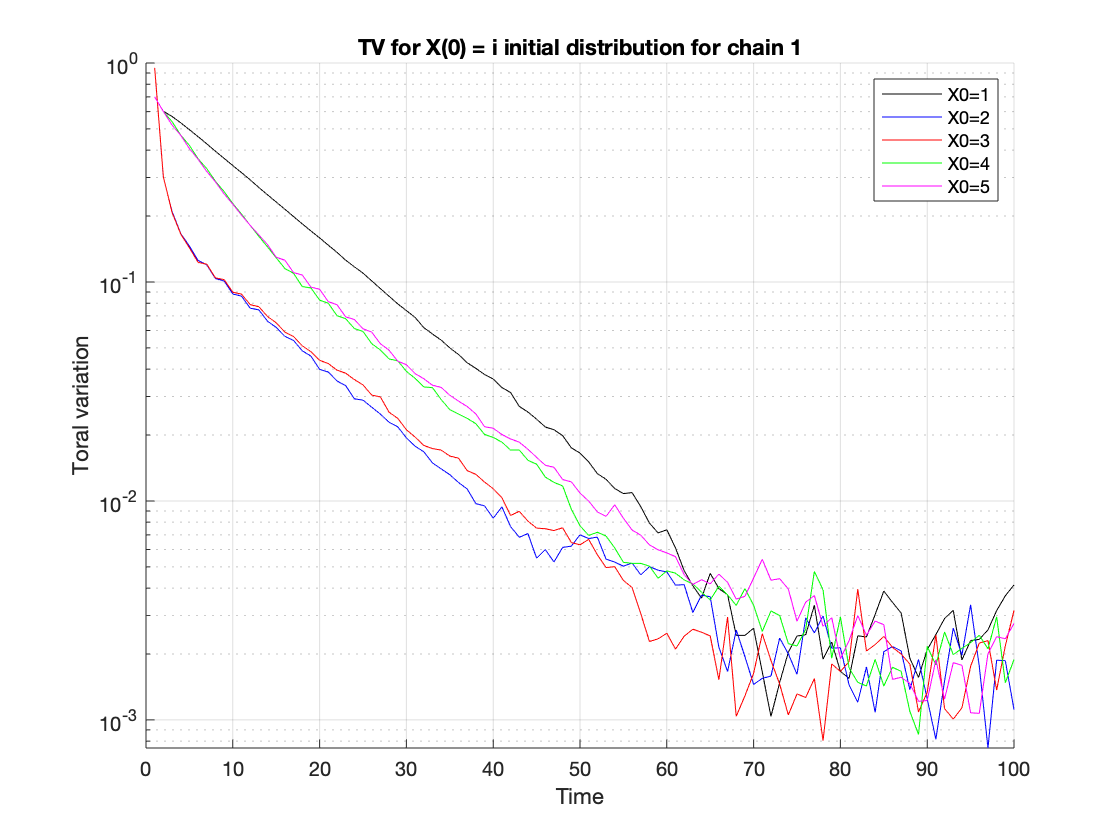 TV for X(0) = i initial distribution for chain 1
10^0
10^-1
10^-2
10^-3
Toral variation
X0=1
X0=2
X0=3
X0=4
X0=5
0 10 20 30 40 50 60 70 80 90 100
Time